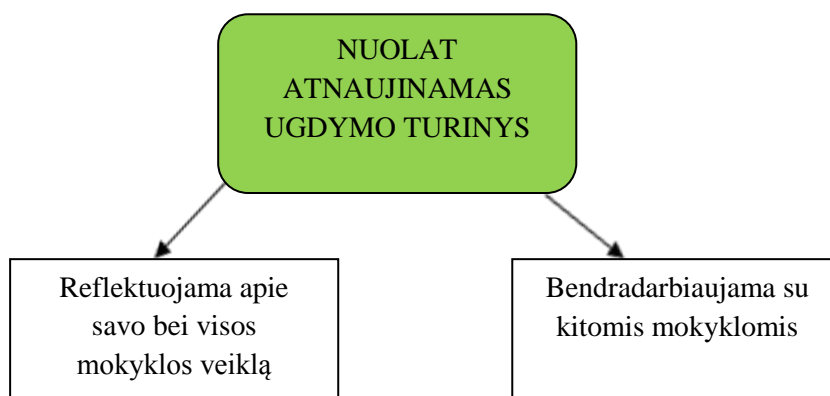 NUOLAT
ATNAUJINAMAS
UGDYMO TURINYS
Reflektuojama apie
savo bei visos
mokyklos veiklą
Bendradarbiaujama su
kitomis mokyklomis